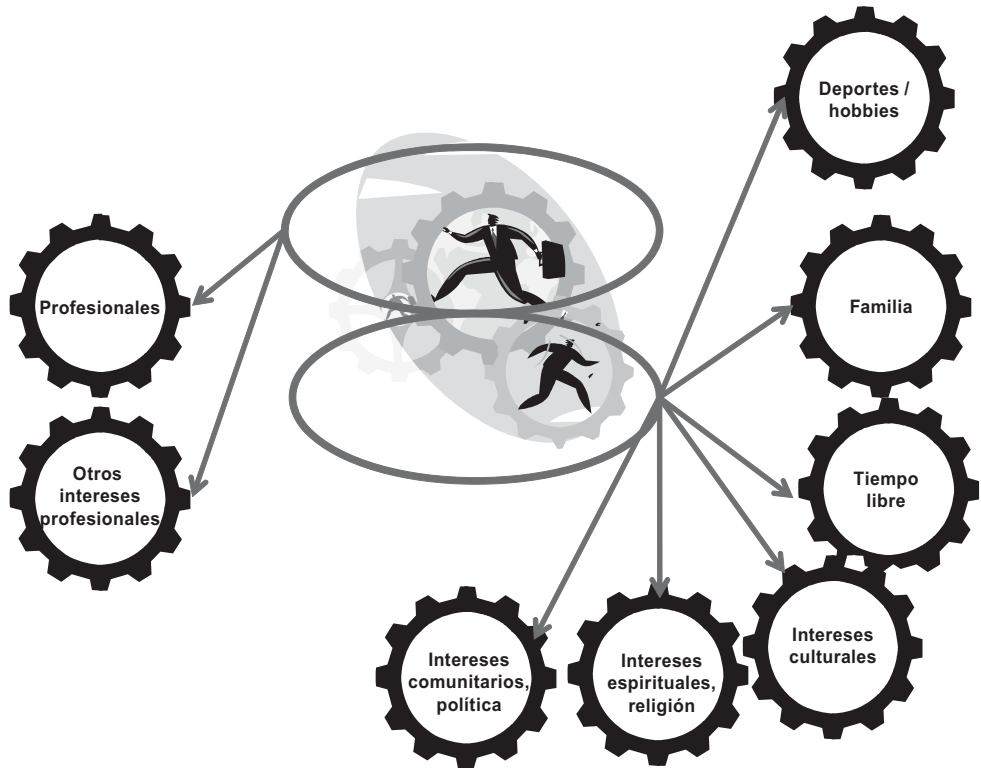 Deportes /
hobbies
Profesionales
Familia
Otros
intereses
profesionales
Tiempo
libre
Intereses
culturales
Intereses
comunitarios,
política
Intereses
espirituales,
religión